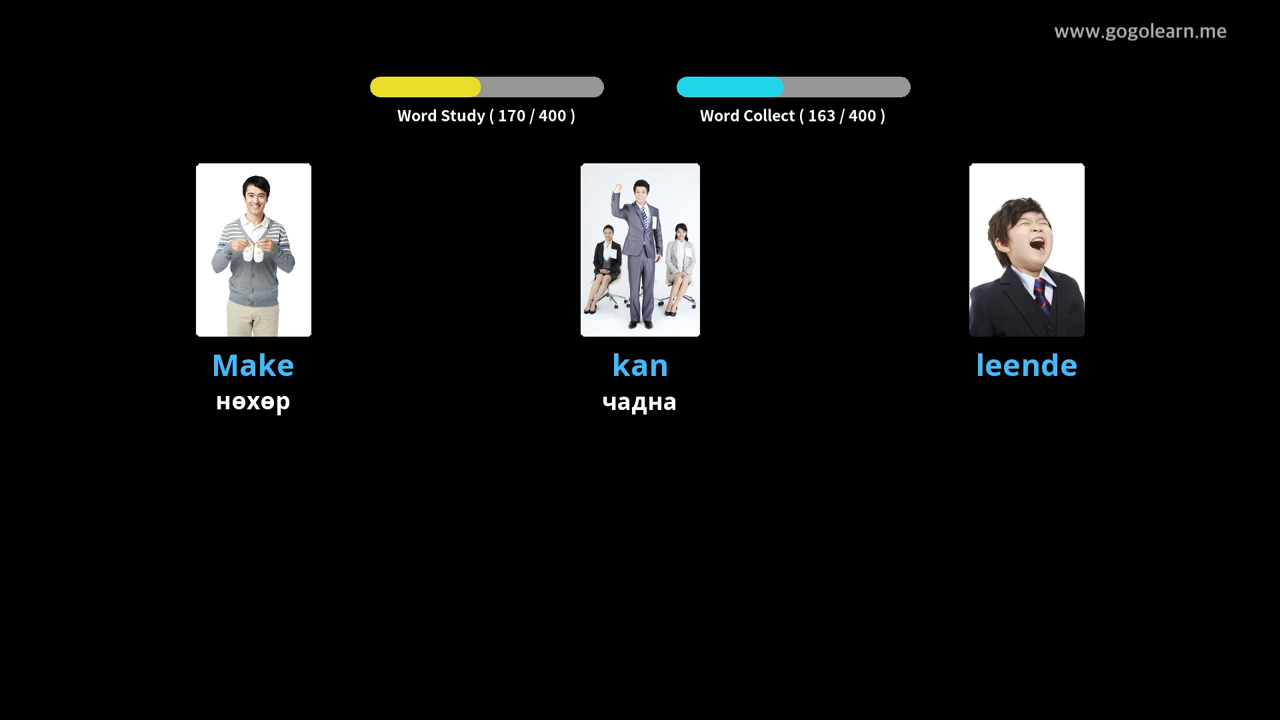 www.gogolearn.me
Word Study ( 170 / 400 )
Word Collect ( 163 / 400 )
Make
kan
leende
нөхөр
чадна